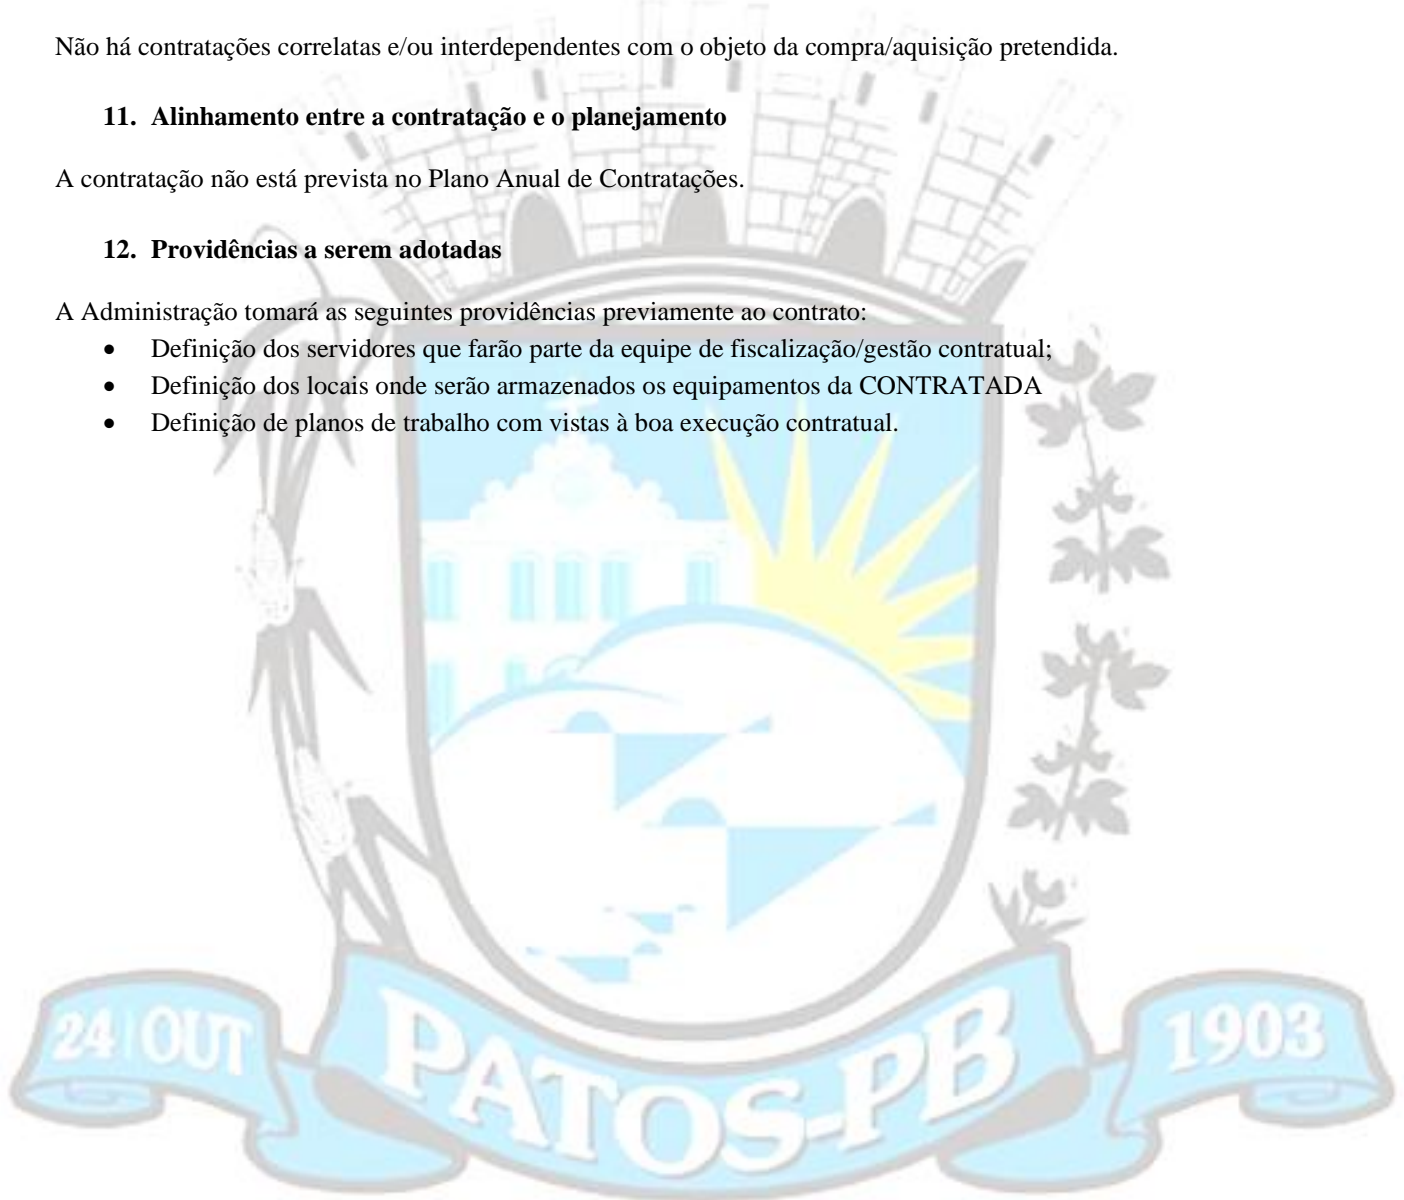 Não há contratações correlatas e/ou interdependentes com o objeto da compra/aquisição pretendida.
11. Alinhamento entre a contratação e o planejamento
A contratação não está prevista no Plano Anual de Contratações.
12. Providências a serem adotadas
A Administração tomará as seguintes providências previamente ao contrato:
• Definição dos servidores que farão parte da equipe de fiscalização/gestão contratual;
• Definição dos locais onde serão armazenados os equipamentos da CONTRATADA
• Definição de planos de trabalho com vistas à boa execução contratual.
24 | OUT
PATOS-PB
1903